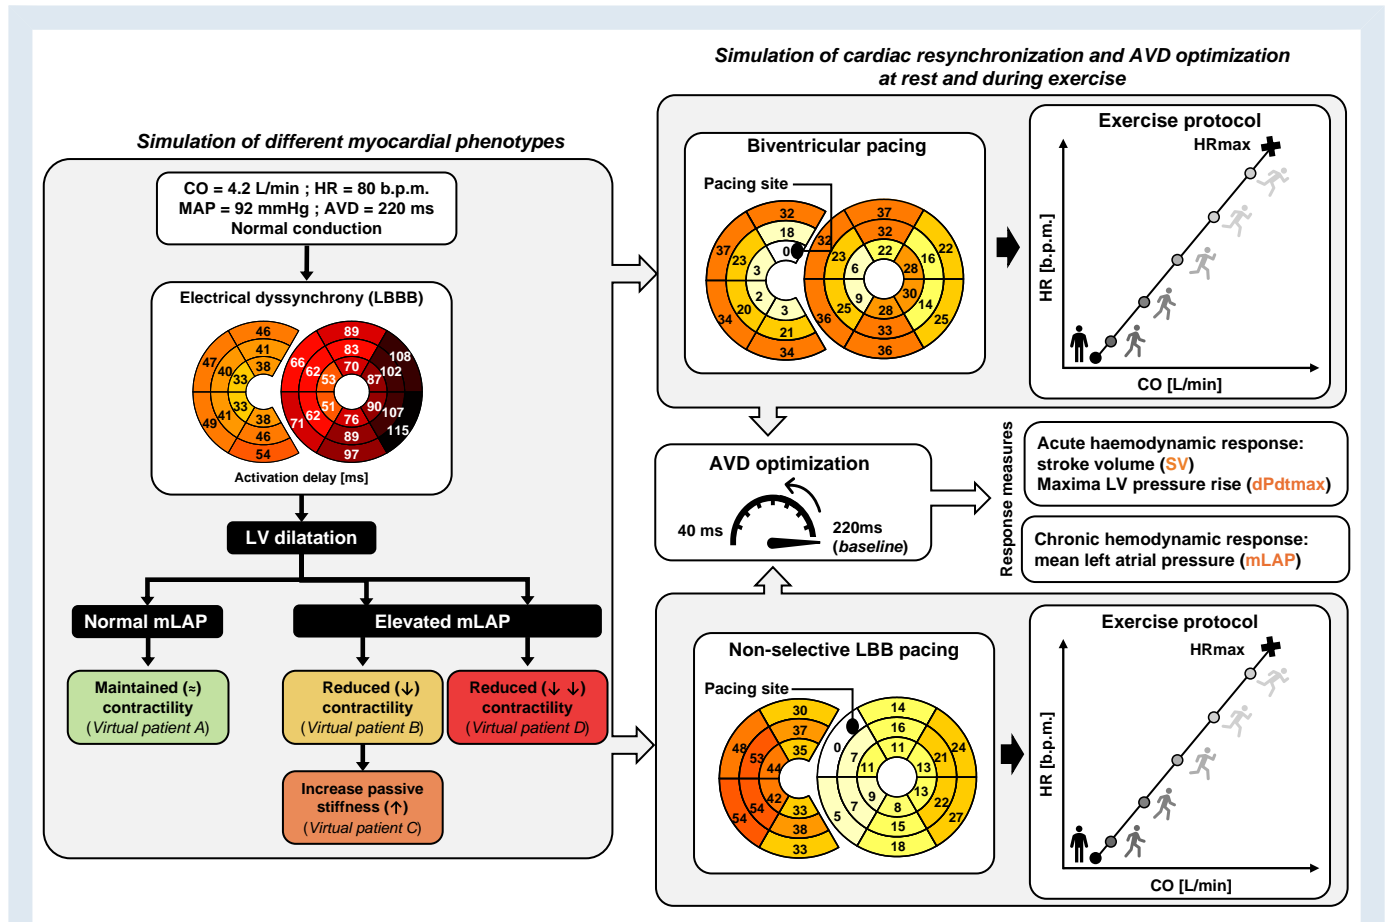 Simulation of cardiac resynchronization and AVD optimization
at rest and during exercise
Simulation of different myocardial phenotypes
CO = 4.2 L/min ; HR = 80 b.p.m.
MAP = 92 mmHg ; AVD = 220 ms
Normal conduction
Electrical dyssynchrony (LBBB)
46
41
38
47
40
33
33
49
41
38
46
54
89
83
70
66
62
53
108
102
87
51
62
71
90
107
115
76
89
97
Activation delay [ms]
LV dilatation
Normal mLAP
Elevated mLAP
Maintained (≈)
contractility
(Virtual patient A)
Reduced (↓)
contractility
(Virtual patient B)
Reduced (↓ ↓)
contractility
(Virtual patient D)
Increase passive
stiffness (↑)
(Virtual patient C)
Biventricular pacing
Pacing site
32
18
0
37
23
3
2
20
34
3
21
34
37
32
22
32
23
6
22
16
28
9
25
36
30
14
25
28
33
36
Exercise protocol
HRmax
HR [b.p.m.]
CO [L/min]
AVD optimization
40 ms
220ms
(baseline)
Response measures
Acute haemodynamic response:
stroke volume (SV)
Maxima LV pressure rise (dPdtmax)
Chronic hemodynamic response:
mean left atrial pressure (mLAP)
Non-selective LBB pacing
Pacing site
30
37
35
48
53
44
42
54
54
33
38
33
14
16
11
0
7
11
24
21
13
9
7
5
13
22
27
8
15
18
Exercise protocol
HRmax
HR [b.p.m.]
CO [L/min]